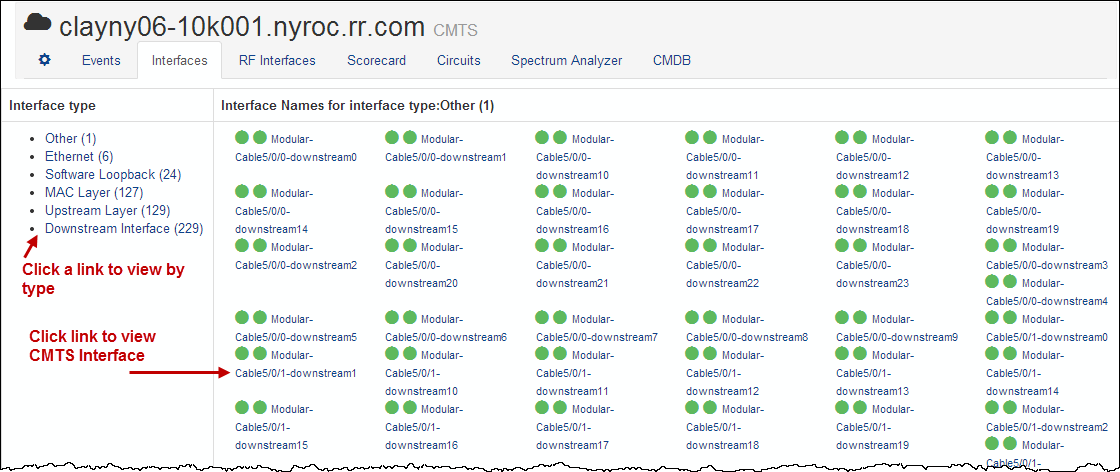 clayny06-10k001.nyroc.rr.com CMTS
Events Interfaces RF Interfaces Scorecard Circuits Spectrum Analyzer CMDB
Interface type
Other (1)
Ethernet (6)
Software Loopback (24)
MAC Layer (127)
Upstream Layer (129)
Downstream Interface (229)
Click a link to view by
type
Click link to view
CMTS Interface
Interface Names for interface type:Other (1)
Modular- Modular- Modular- Modular- Modular- Modular-
Cable5/0/0-downstream0 Cable5/0/0-downstream1 Cable5/0/0- Cable5/0/0- Cable5/0/0- Cable5/0/0-
downstream10 downstream11 downstream12 downstream13
Modular- Modular- Modular- Modular- Modular- Modular-
Cable5/0/0- Cable5/0/0- Cable5/0/0- Cable5/0/0- Cable5/0/0- Cable5/0/0-
downstream14 downstream15 downstream16 downstream17 downstream18 downstream19
Modular- Modular- Modular- Modular- Modular- Modular-
Cable5/0/0-downstream2 Cable5/0/0- Cable5/0/0- Cable5/0/0- Cable5/0/0- Cable5/0/0-downstream3
downstream20 downstream21 downstream22 downstream23 Modular-
Cable5/0/0-downstream4
Modular- Modular- Modular- Modular- Modular- Modular-
Cable5/0/0-downstream5 Cable5/0/0-downstream6 Cable5/0/0-downstream7 Cable5/0/0-downstream8 Cable5/0/0-downstream9 Cable5/0/1-downstream0
Modular- Modular- Modular- Modular- Modular- Modular-
Cable5/0/1-downstream1 Cable5/0/1- Cable5/0/1- Cable5/0/1- Cable5/0/1- Cable5/0/1-
downstream10 downstream11 downstream12 downstream13 downstream14
Modular- Modular- Modular- Modular- Modular- Modular-
Cable5/0/1- Cable5/0/1- Cable5/0/1- Cable5/0/1- Cable5/0/1- Cable5/0/1-downstream2
downstream15 downstream16 downstream17 downstream18 downstream19 Modular-
Cable5/0/1-